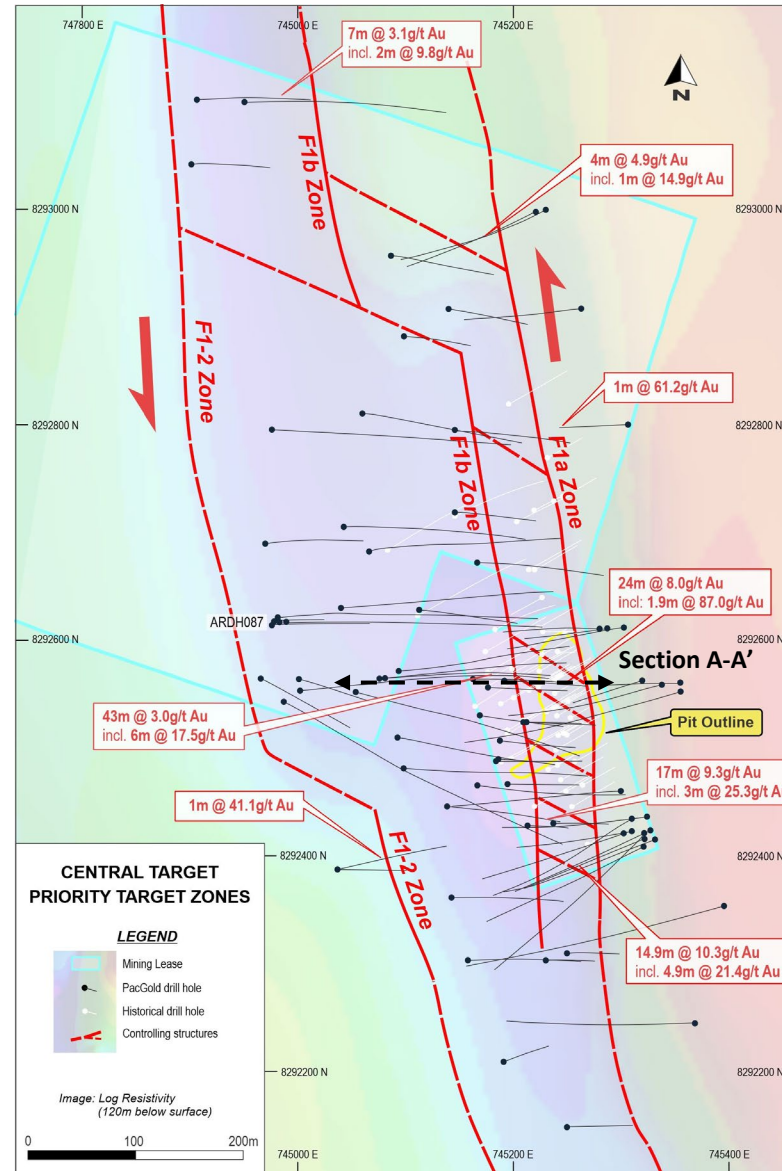 747800 E
745000 E
745200 E
7m @ 3.1g/t Au
incl. 2m @ 9.8g/t Au
N
F1b Zone
4m @ 4.9g/t Au
incl. 1m @ 14.9g/t Au
8293000 N
8293000 N
F1-2 Zone
1m @ 61.2g/t Au
8292800 N
8292800 N
F1b Zone
F1a Zone
24m @ 8.0g/t Au
incl: 1.9m @ 87.0g/t Au
ARDH087
8292600 N
8292600 N
Section A-A’
43m @ 3.0g/t Au
incl. 6m @ 17.5g/t Au
Pit Outline
17m @ 9.3g/t Au
incl. 3m @ 25.3g/t Au
1m @ 41.1g/t Au
F1-2 Zone
8292400 N
8292400 N
14.9m @ 10.3g/t Au
incl. 4.9m @ 21.4g/t Au
CENTRAL TARGET
PRIORITY TARGET ZONES
LEGEND
Mining Lease
PacGold drill hole
Historical drill hole
Controlling structures
Image: Log Resistivity
(120m below surface)
0
100
200m
8292200 N
8292200 N
745000 E
745200 E
745400 E